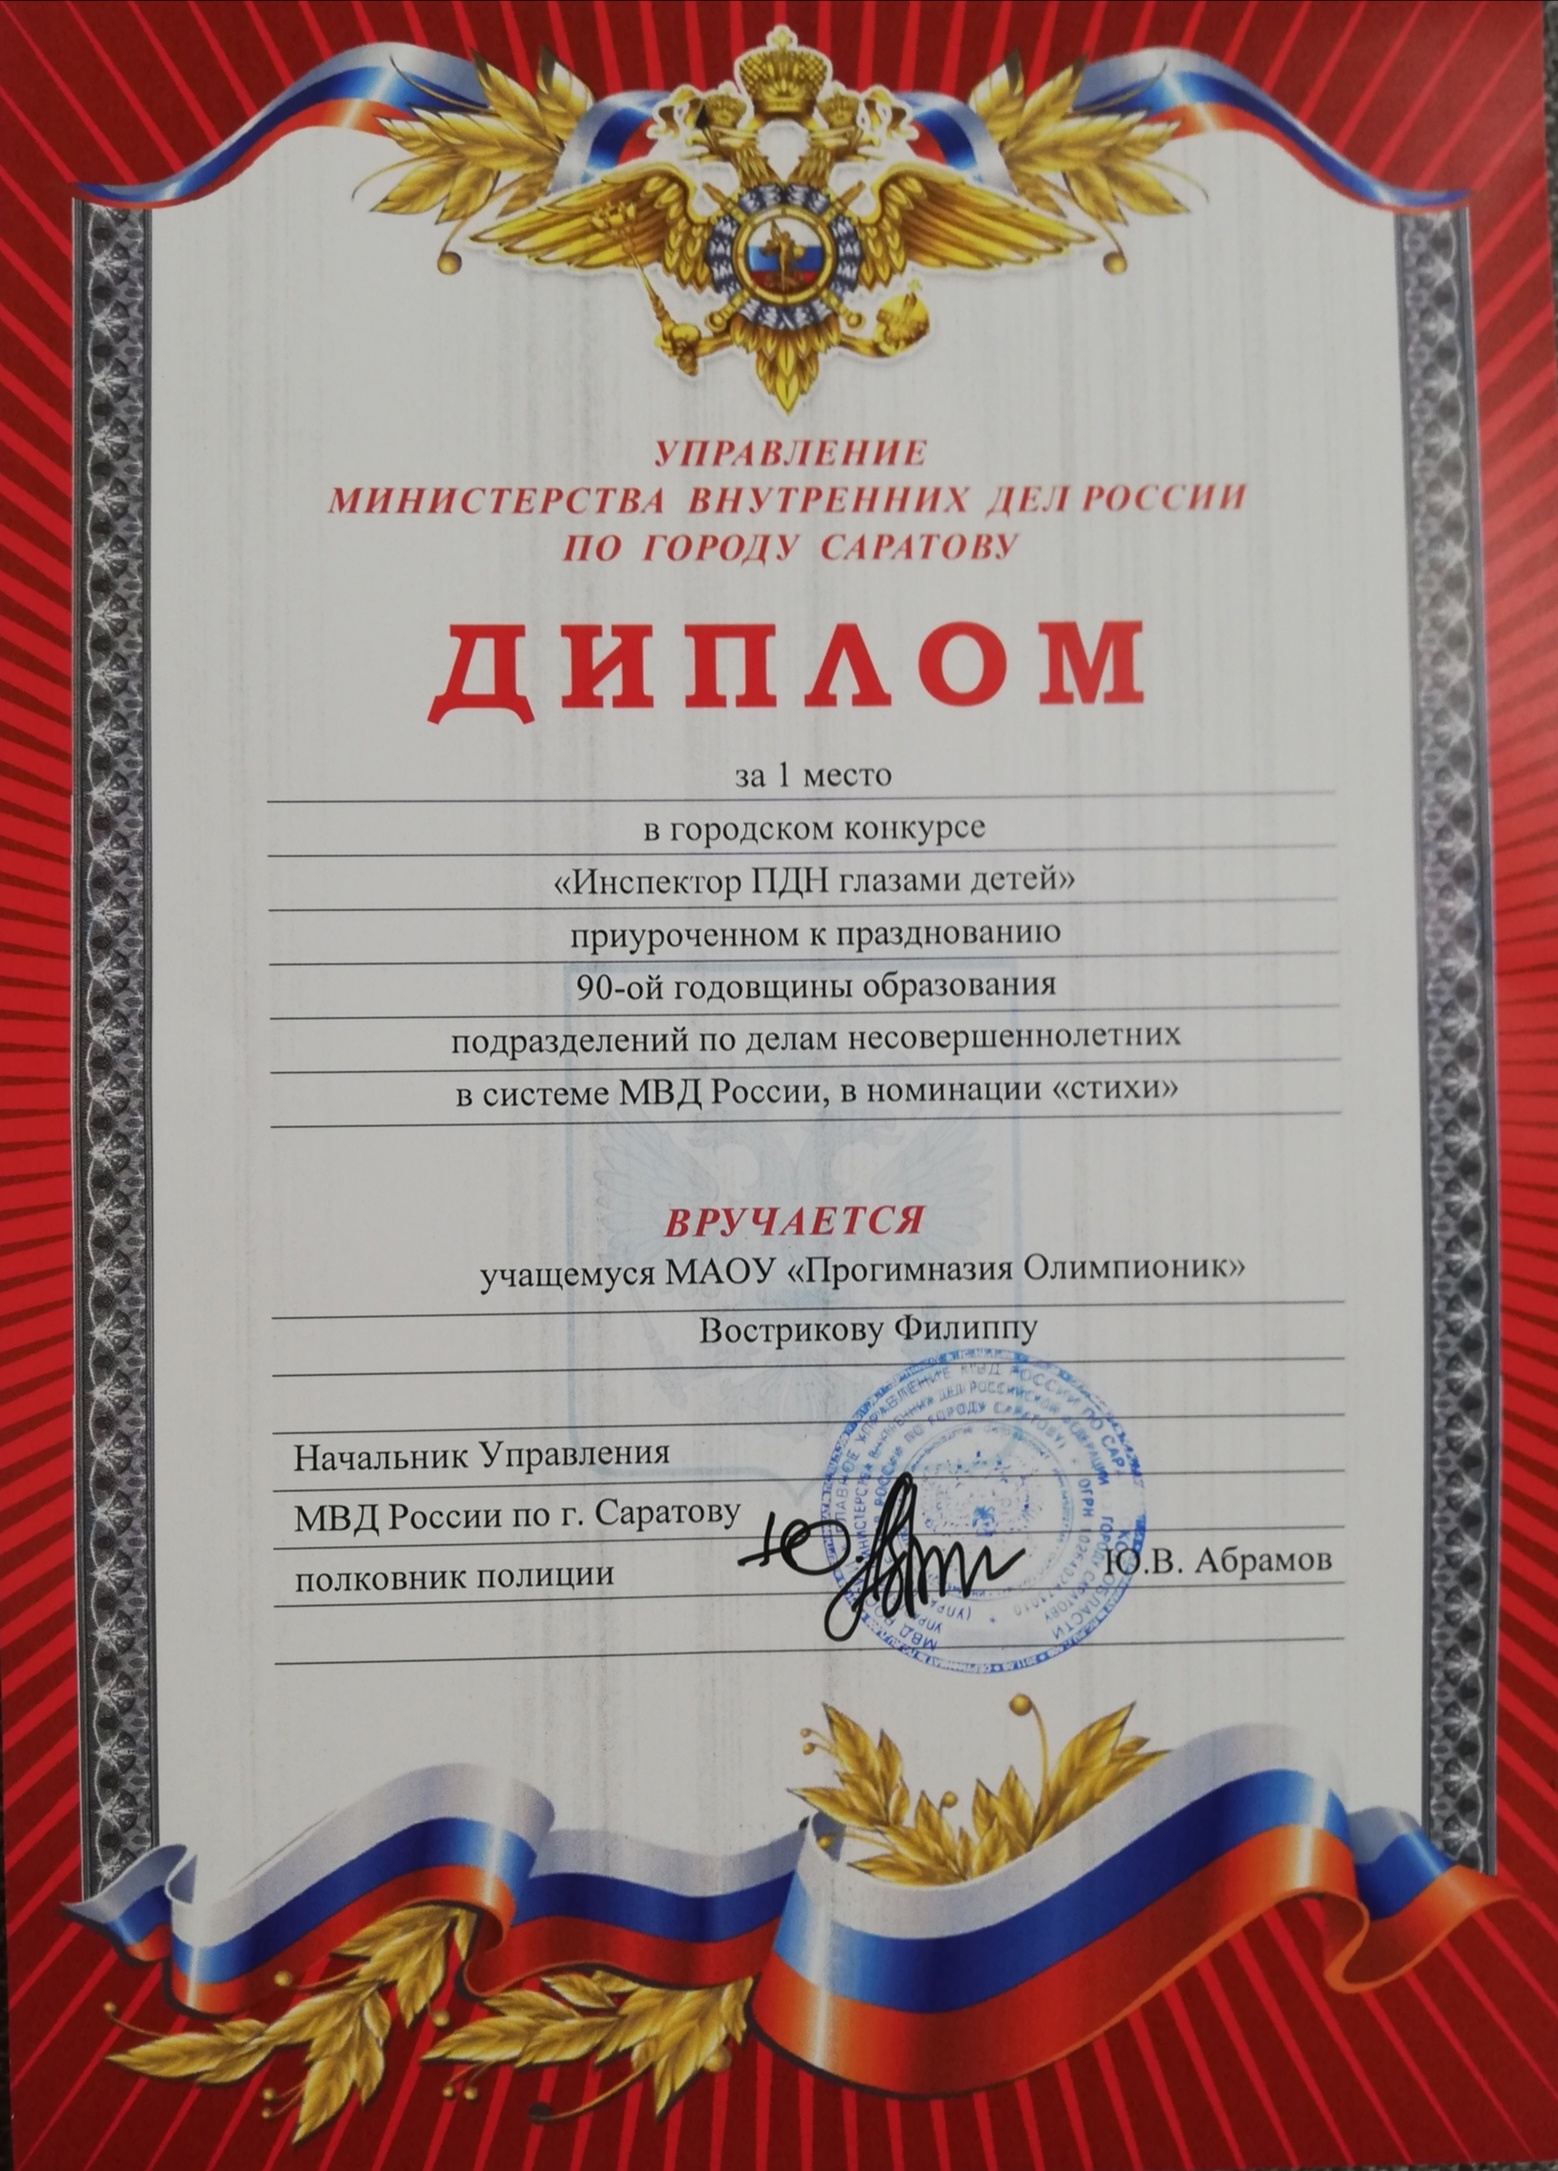 УПРАВЛЕНИЕ
МИНИСТЕРСТВА ВНУТРЕННИХ ДЕЛ РОССИИ
ПО ГОРОДУ САРАТОВУ
ДИПЛОМ
за 1 место
в городском конкурсе
«Инспектор ПДН глазами детей»
приуроченном к празднованию
90-ой годовщины образования
подразделений по делам несовершеннолетних
в системе МВД России, в номинации «стихи»
ВРУЧАЕТСЯ
учащемуся МАОУ «Прогимназия Олимпионик»
Вострикову Филиппу
Начальник Управления
МВД России по г. Саратову
полковник полиции
Ю.В. Абрамов